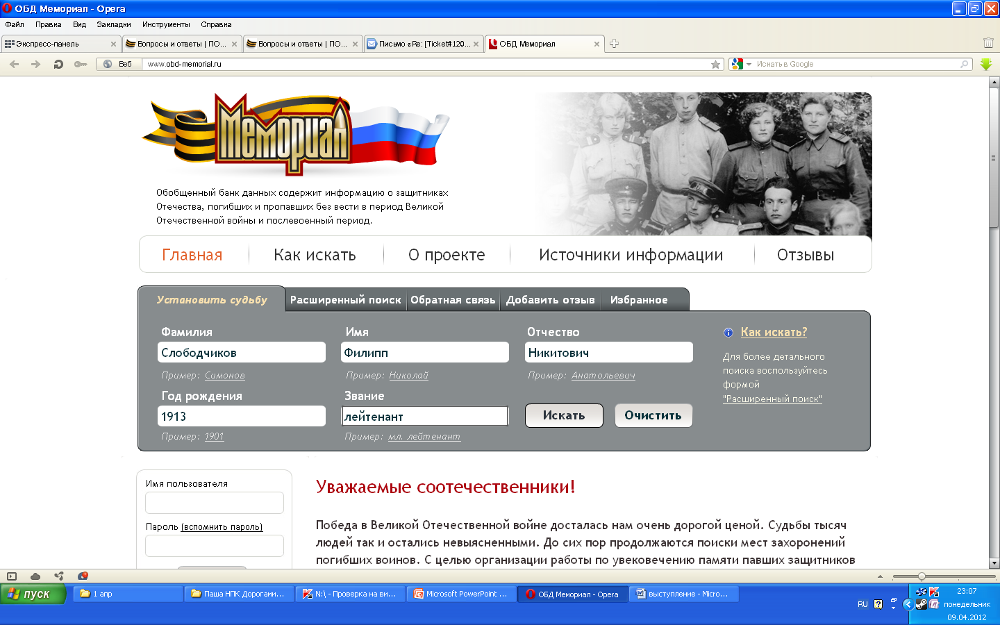 ОБД Мемориал - Opera
Файл Правка Вид Закладки Инструменты Справка
Экспресс-панель Вопросы и ответы | ПО... Вопросы и ответы | ПО... Письмо «Re: [Ticket#120... ОБД Мемориал
Веб www.obd-memorial.ru Искать в Google
Мемориал
Обобщенный банк данных содержит информацию о защитниках
Отечества, погибших и пропавших без вести в период Великой
Отечественной войны и послевоенный период.
Главная Как искать О проекте Источники информации Отзывы
Установить судьбу Расширенный поиск Обратная связь Добавить отзыв Избранное
Фамилия Имя Отчество Как искать?
Слободчиков Филипп Никитович
Пример: Симонов Пример: Николай Пример: Анатольевич
Для более детального
поиска воспользуйтесь
формой
"Расширенный поиск"
Год рождения Звание
1913 лейтенант Искать Очистить
Пример: 1901 Пример: мл. лейтенант
Имя пользователя
Пароль (вспомнить пароль)
Уважаемые соотечественники!
Победа в Великой Отечественной войне досталась нам очень дорогой ценой. Судьбы тысяч
людей так и остались невыясненными. До сих пор продолжаются поиски мест захоронений
погибших воинов. С целью организации работы по увековечению памяти павших защитников
пуск 1 апр Паша НПК Дорогами... N:\ - Проверка на ви... Microsoft PowerPoint ... ОБД Мемориал - Opera выступление - Micro...
RU
23:07
понедельник
09.04.2012